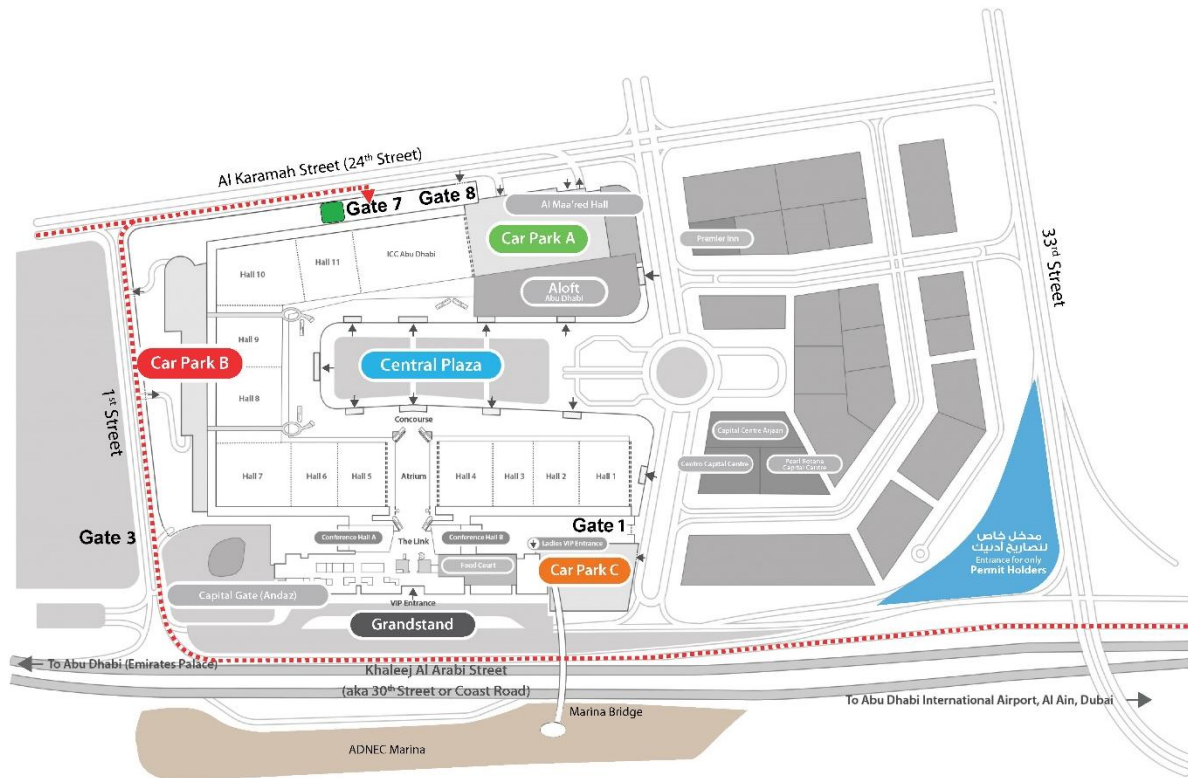 Al Karamah Street (24th Street)
Gate 7
Gate 8
Al Maa'red Hall
Car Park A
Premier Inn
33rd Street
Hall 10
Hall 11
ICC Abu Dhabi
Aloft
Abu Dhabi
Hall 9
Car Park B
Central Plaza
Hall 8
1st Street
Concourse
Capital Centre Arjaan
Centro Capital Centre
Pearl Rotana
Capital Centre
Hall 7
Hall 6
Hall 5
Atrium
Hall 4
Hall 3
Hall 2
Hall 1
Gate 3
Gate 1
Conference Hall A
The Link
Conference Hall B
Ladies VIP Entrance
Food Court
Car Park C
مدخل خاص
لتصاريح أدنيك
Entrance for only
Permit Holders
Capital Gate (Andaz)
VIP Entrance
Grandstand
To Abu Dhabi (Emirates Palace)
Khaleej Al Arabi Street
(aka 30th Street or Coast Road)
To Abu Dhabi International Airport, Al Ain, Dubai
Marina Bridge
ADNEC Marina